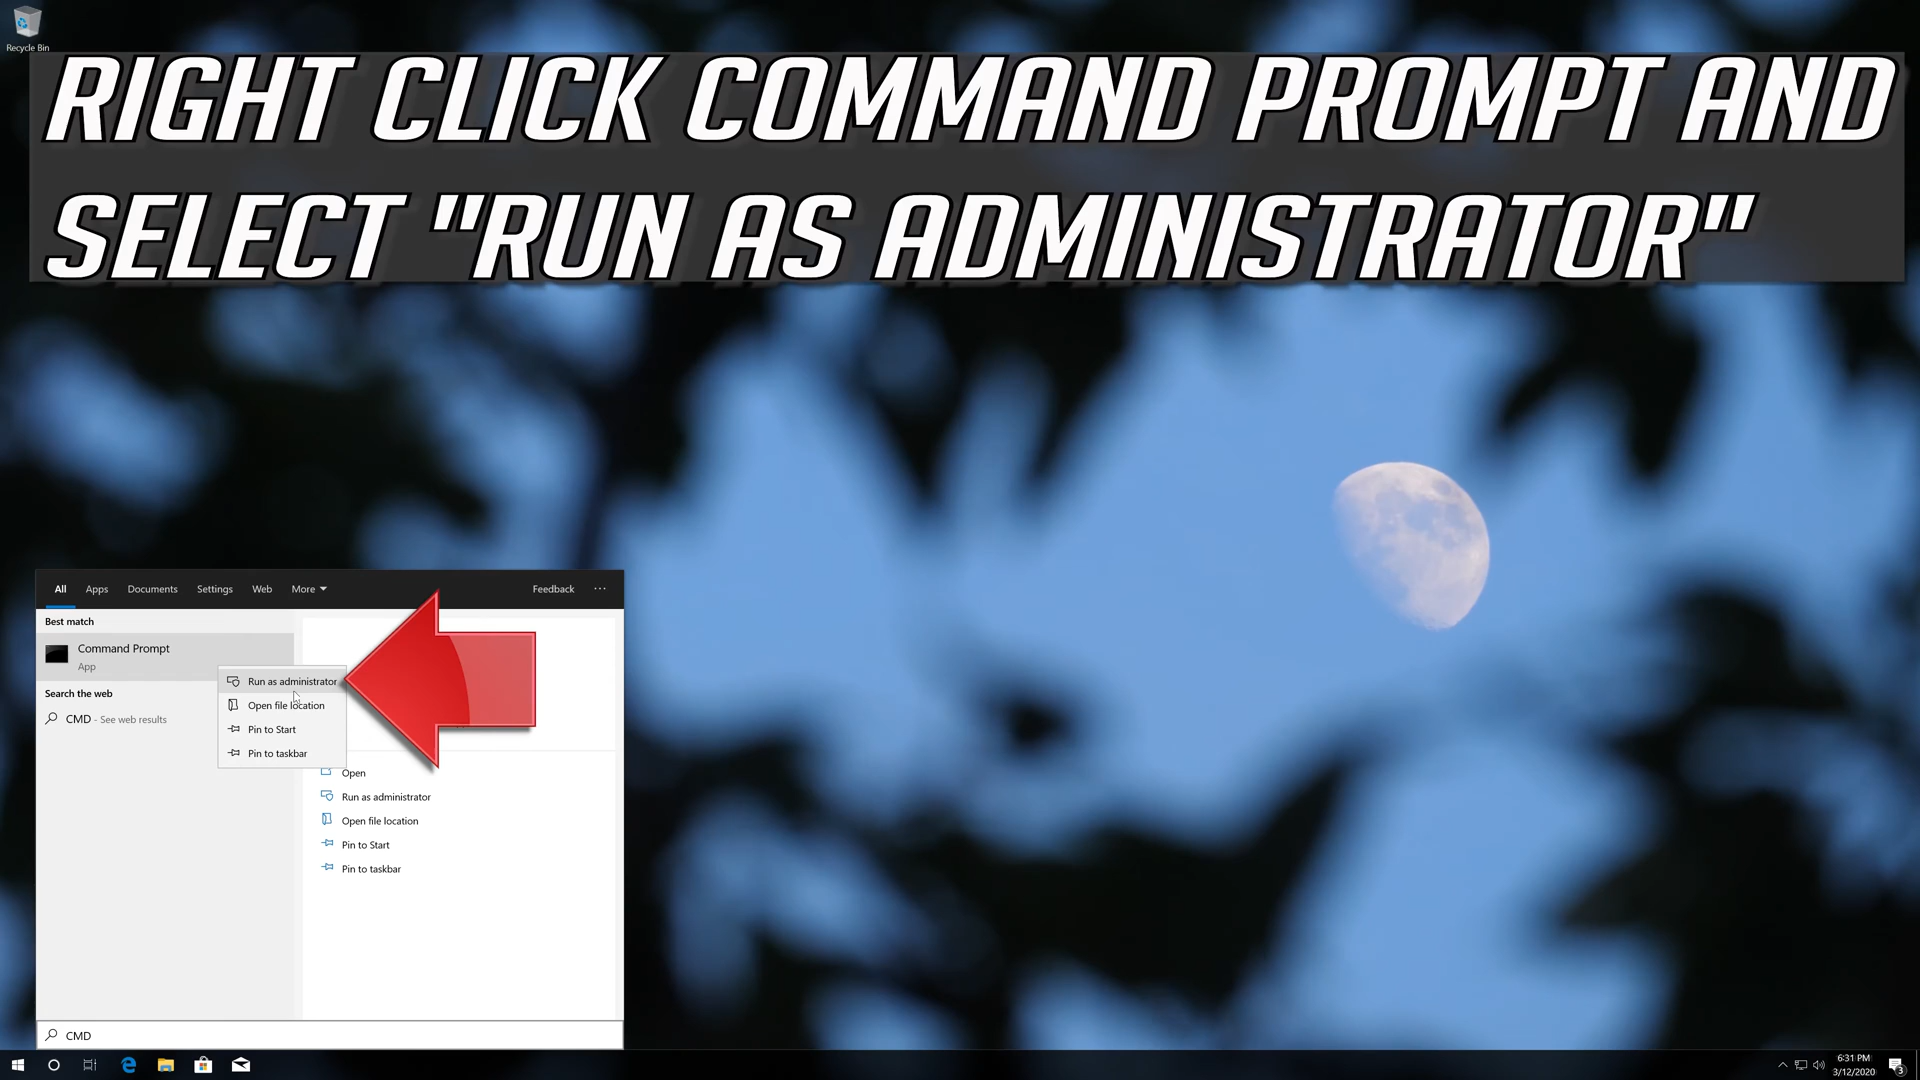 Recycle Bin
RIGHT CLICK COMMAND PROMPT AND
SELECT "RUN AS ADMINISTRATOR"
All Apps Documents Settings Web More Feedback ...
Best match
Command Prompt
App
Search the web
CMD - See web results
Run as administrator
Open file location
Pin to Start
Pin to taskbar
Open
Run as administrator
Open file location
Pin to Start
Pin to taskbar
CMD
6:31 PM
3/12/2020
3